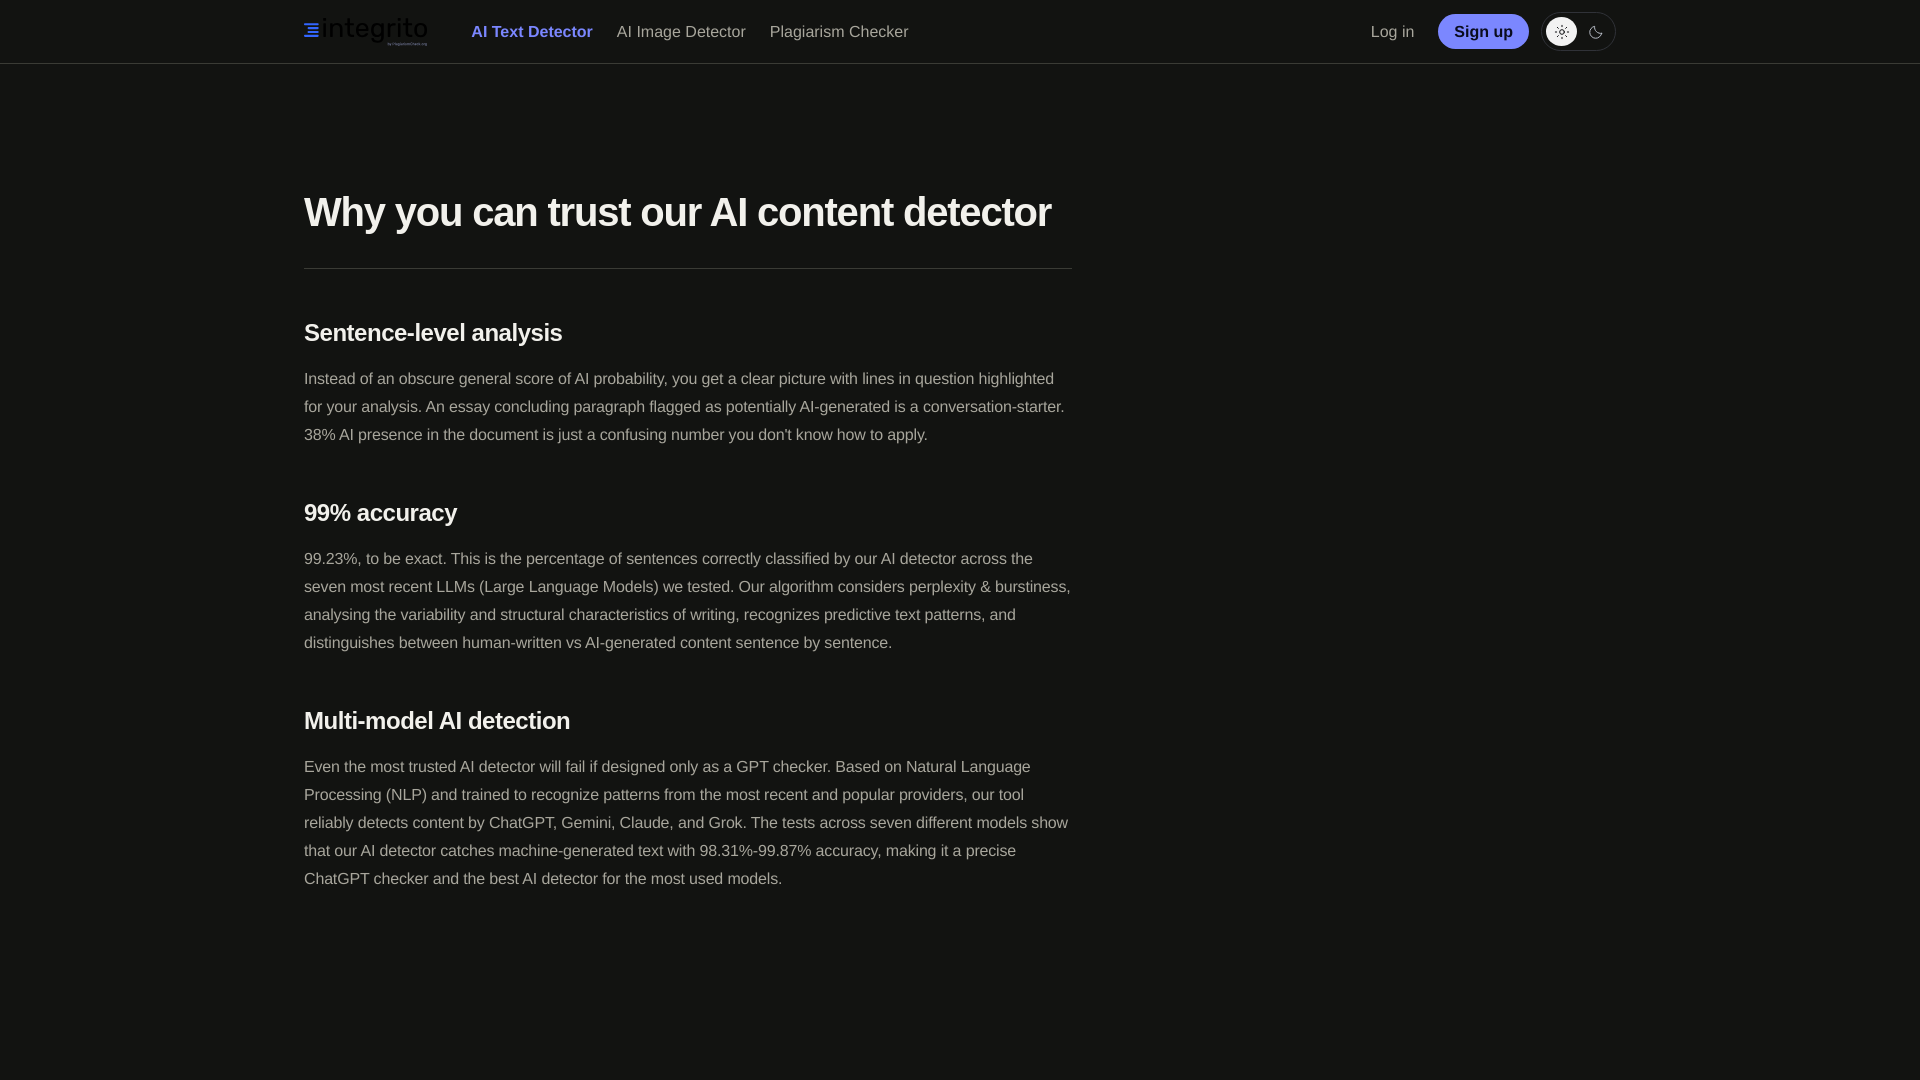 integrito
AI Text Detector
AI Image Detector
Plagiarism Checker
Log in
Sign up
Why you can trust our AI content detector
Sentence-level analysis
Instead of an obscure general score of AI probability, you get a clear picture with lines in question highlighted
for your analysis. An essay concluding paragraph flagged as potentially AI-generated is a conversation-starter.
38% AI presence in the document is just a confusing number you don't know how to apply.
99% accuracy
99.23%, to be exact. This is the percentage of sentences correctly classified by our AI detector across the
seven most recent LLMs (Large Language Models) we tested. Our algorithm considers perplexity & burstiness,
analysing the variability and structural characteristics of writing, recognizes predictive text patterns, and
distinguishes between human-written vs AI-generated content sentence by sentence.
Multi-model AI detection
Even the most trusted AI detector will fail if designed only as a GPT checker. Based on Natural Language
Processing (NLP) and trained to recognize patterns from the most recent and popular providers, our tool
reliably detects content by ChatGPT, Gemini, Claude, and Grok. The tests across seven different models show
that our AI detector catches machine-generated text with 98.31%-99.87% accuracy, making it a precise
ChatGPT checker and the best AI detector for the most used models.